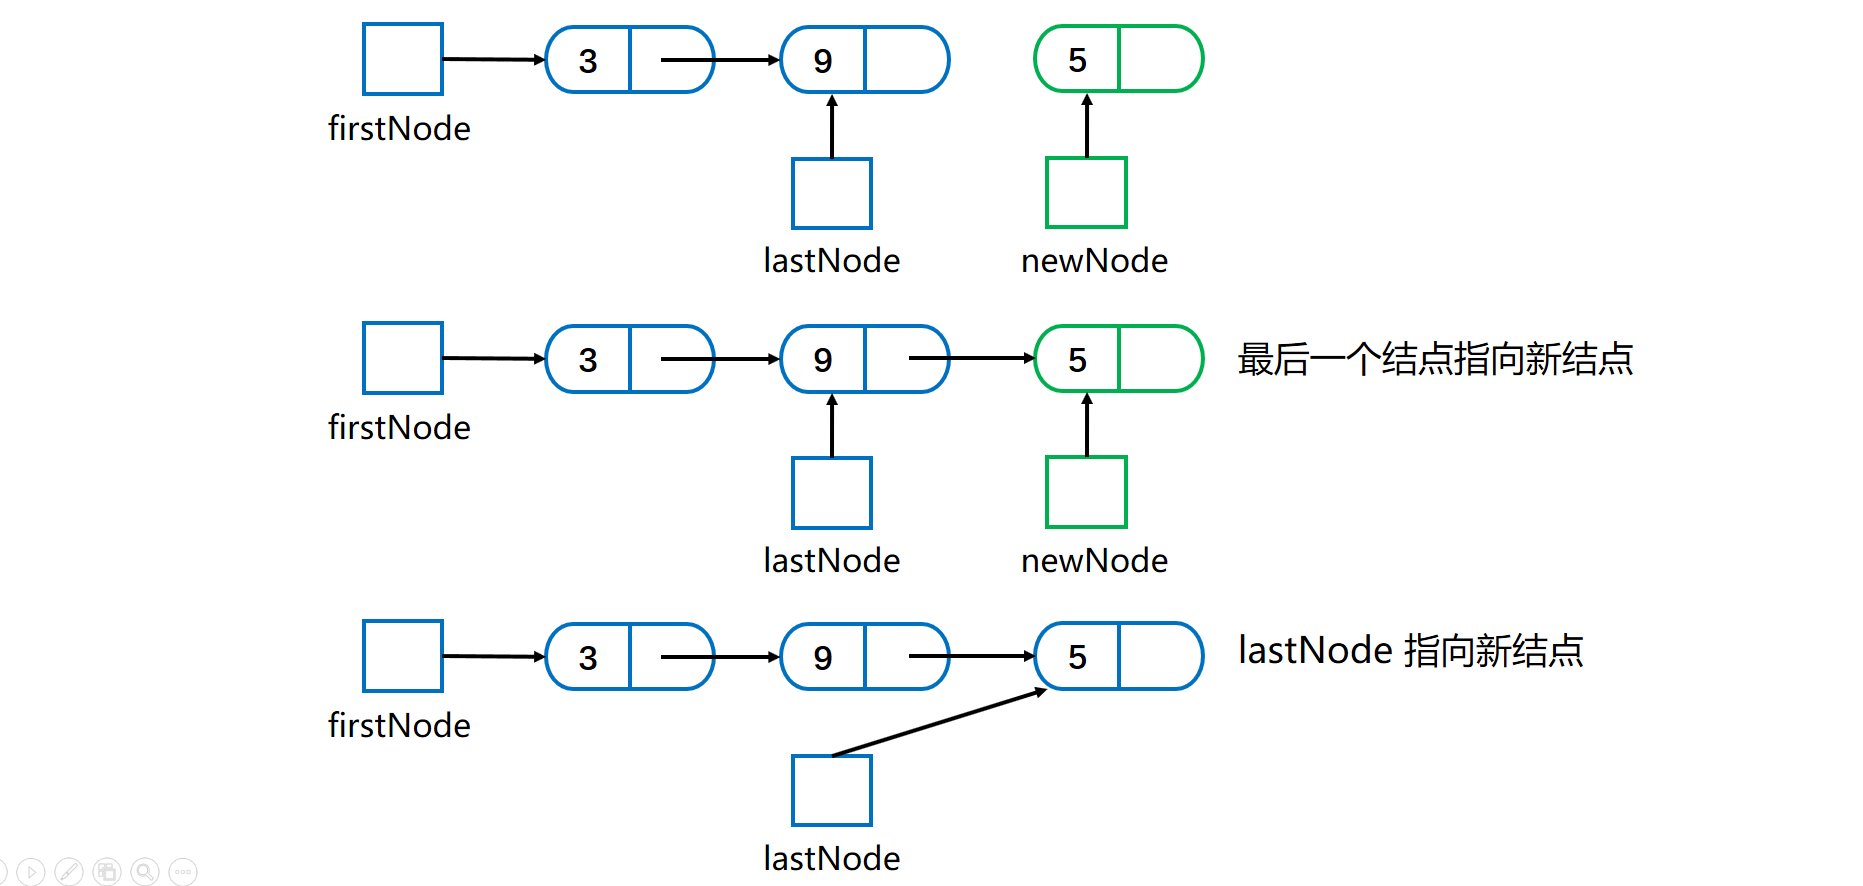 3 9 5
firstNode
lastNode newNode
3 9 5 最后一个结点指向新结点
firstNode
lastNode newNode
3 9 5 lastNode 指向新结点
firstNode
lastNode